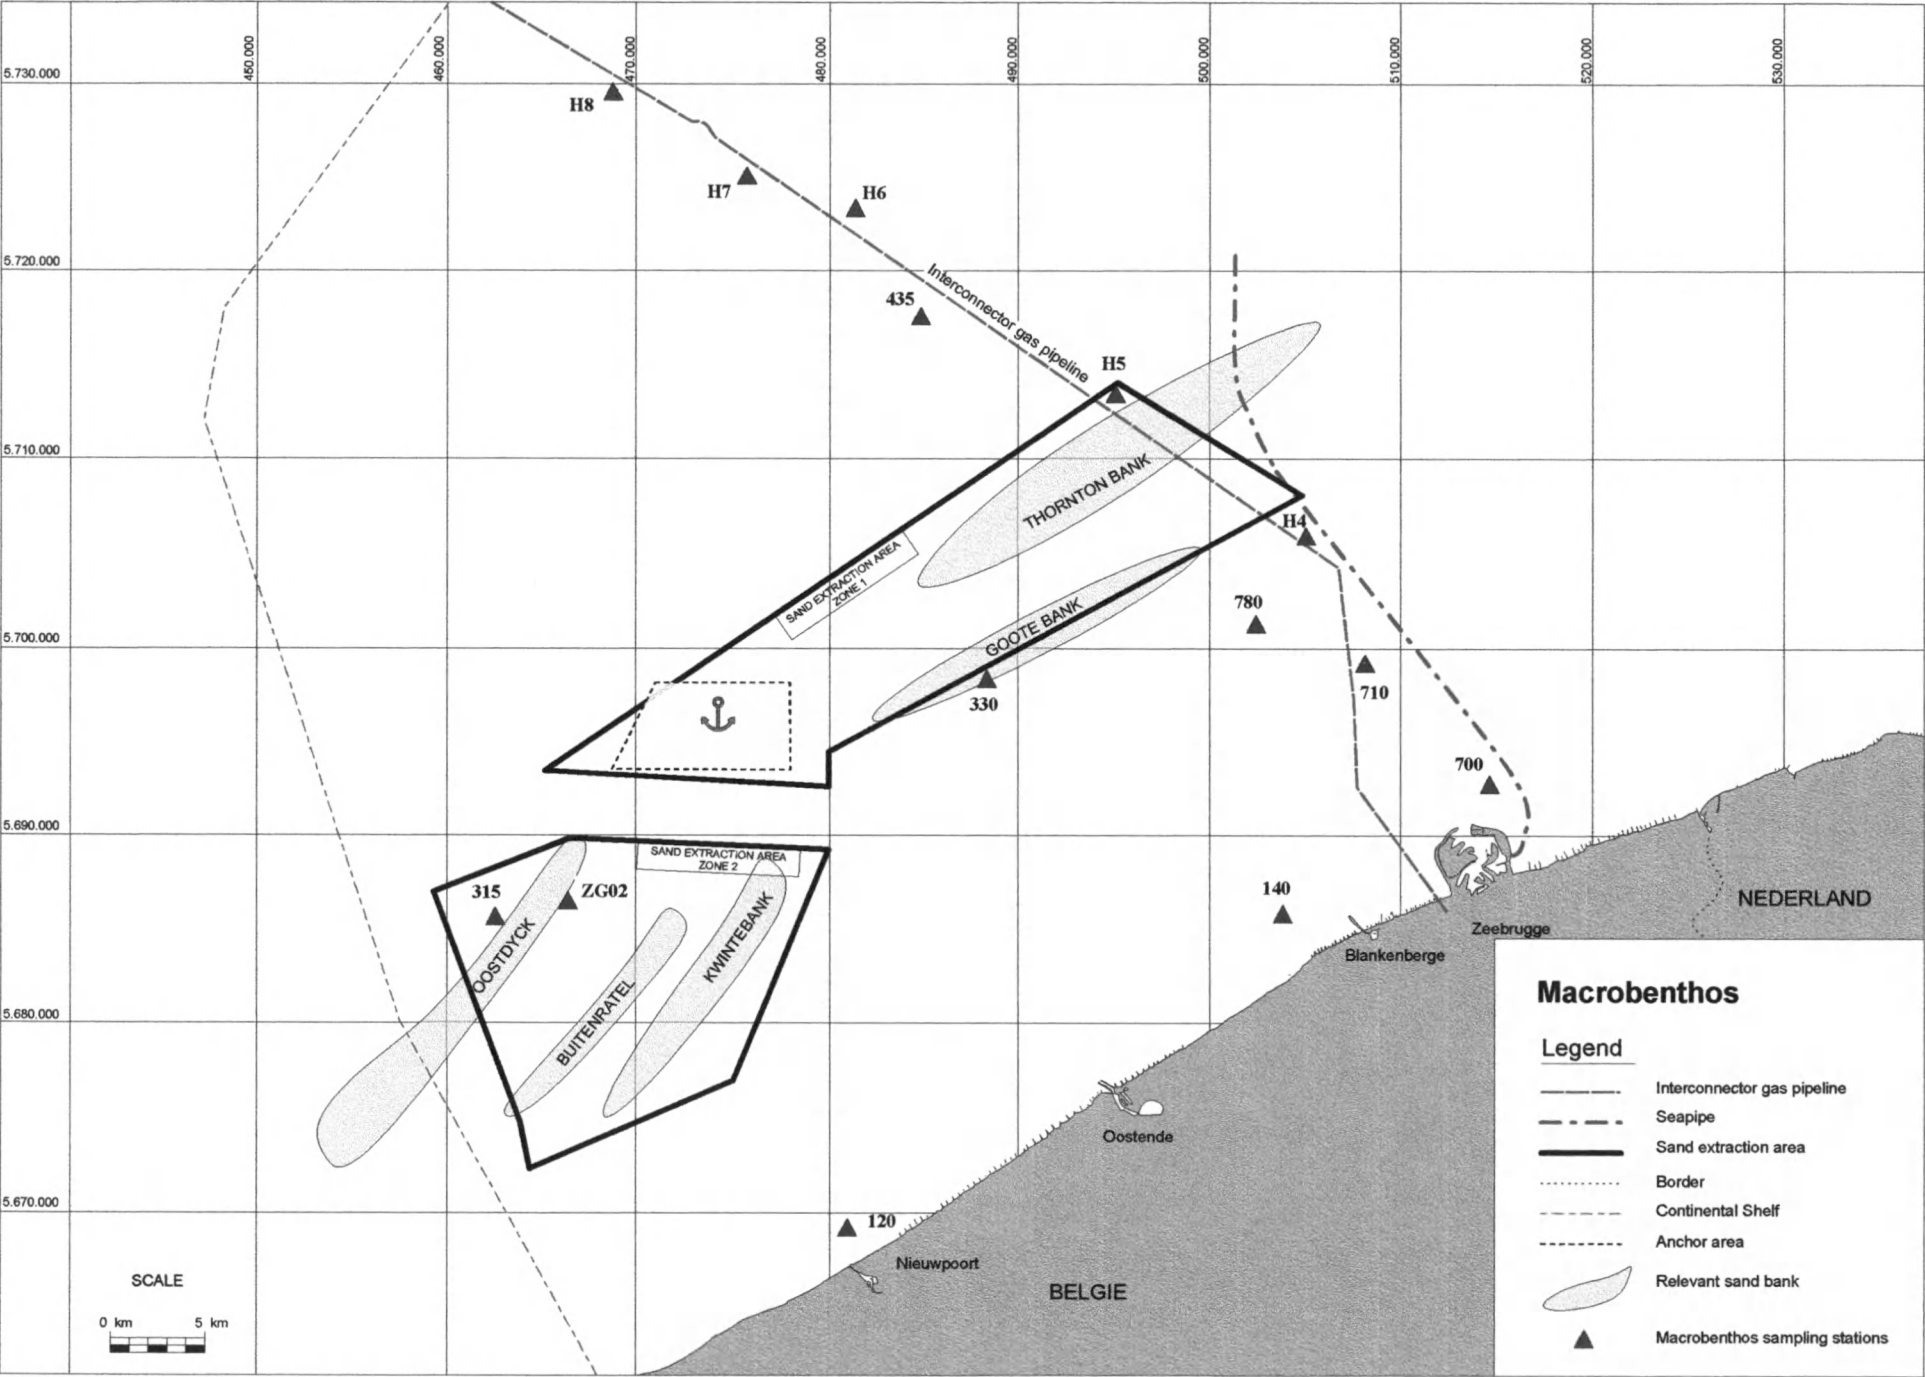 450.000
460.000
470.000
480.000
490.000
500.000
510.000
520.000
530.000
5.730.000
H8
H7
H6
5.720.000
Interconnector gas pipeline
435
H5
5.710.000
THORNTON BANK
H4
SAND EXTRACTION AREA
ZONE 1
780
GOOTE BANK
5.700.000
710
330
700
5.690.000
SAND EXTRACTION AREA
ZONE 2
315
ZG02
140
OOSTDYCK
KWINTEBANK
BUITENRATEL
NEDERLAND
Zeebrugge
Blankenberge
5.680.000
Oostende
5.670.000
120
Nieuwpoort
BELGIE
SCALE
0 km 5 km
Macrobenthos
Legend
Interconnector gas pipeline
Seapipe
Sand extraction area
Border
Continental Shelf
Anchor area
Relevant sand bank
Macrobenthos sampling stations